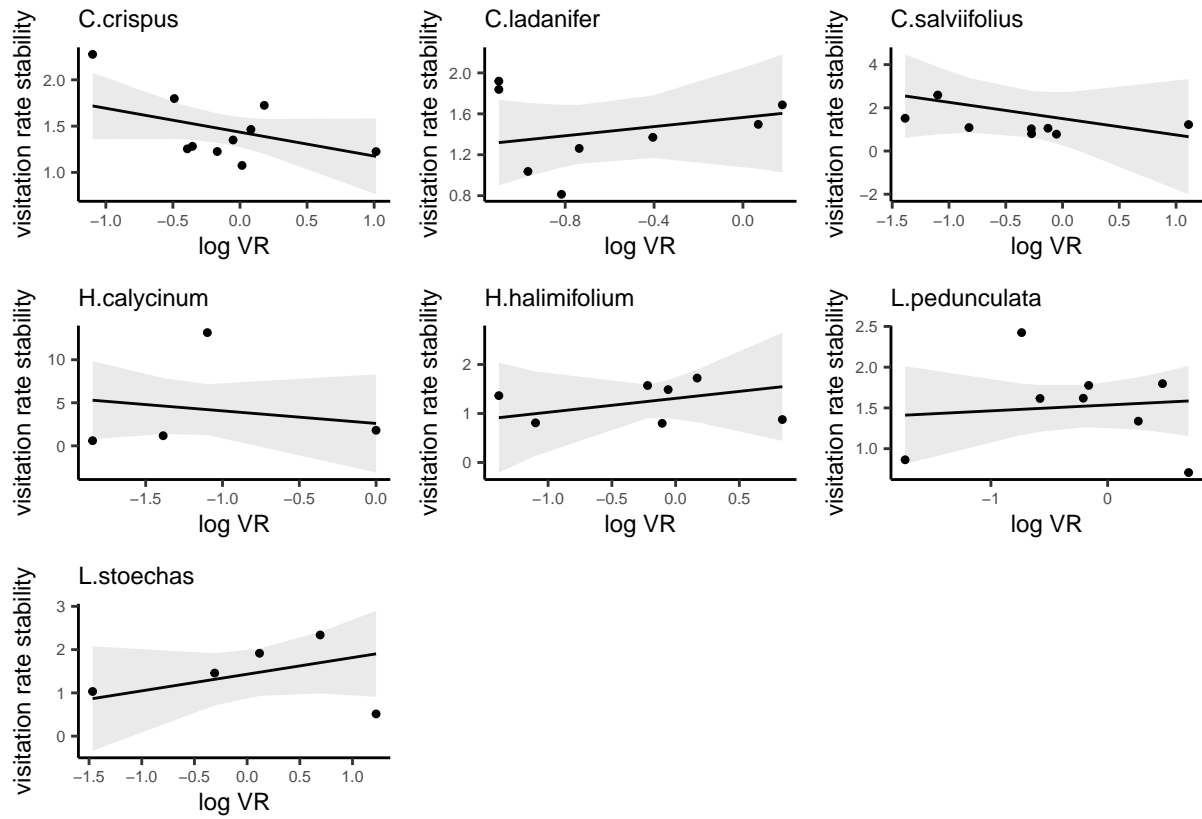 C.crispus
visitation rate stability
2.0
1.5
1.0
−1.0 −0.5 0.0 0.5 1.0
log VR
C.ladanifer
visitation rate stability
2.0
1.6
1.2
0.8
−0.8 −0.4 0.0
log VR
C.salviifolius
visitation rate stability
4
2
0
−2
−1.5 −1.0 −0.5 0.0 0.5 1.0
log VR
H.calycinum
visitation rate stability
10
5
0
−1.5 −1.0 −0.5 0.0
log VR
H.halimifolium
visitation rate stability
2
1
0
−1.0 −0.5 0.0 0.5
log VR
L.pedunculata
visitation rate stability
2.5
2.0
1.5
1.0
−1 0
log VR
L.stoechas
visitation rate stability
3
2
1
0
−1.5 −1.0 −0.5 0.0 0.5 1.0
log VR